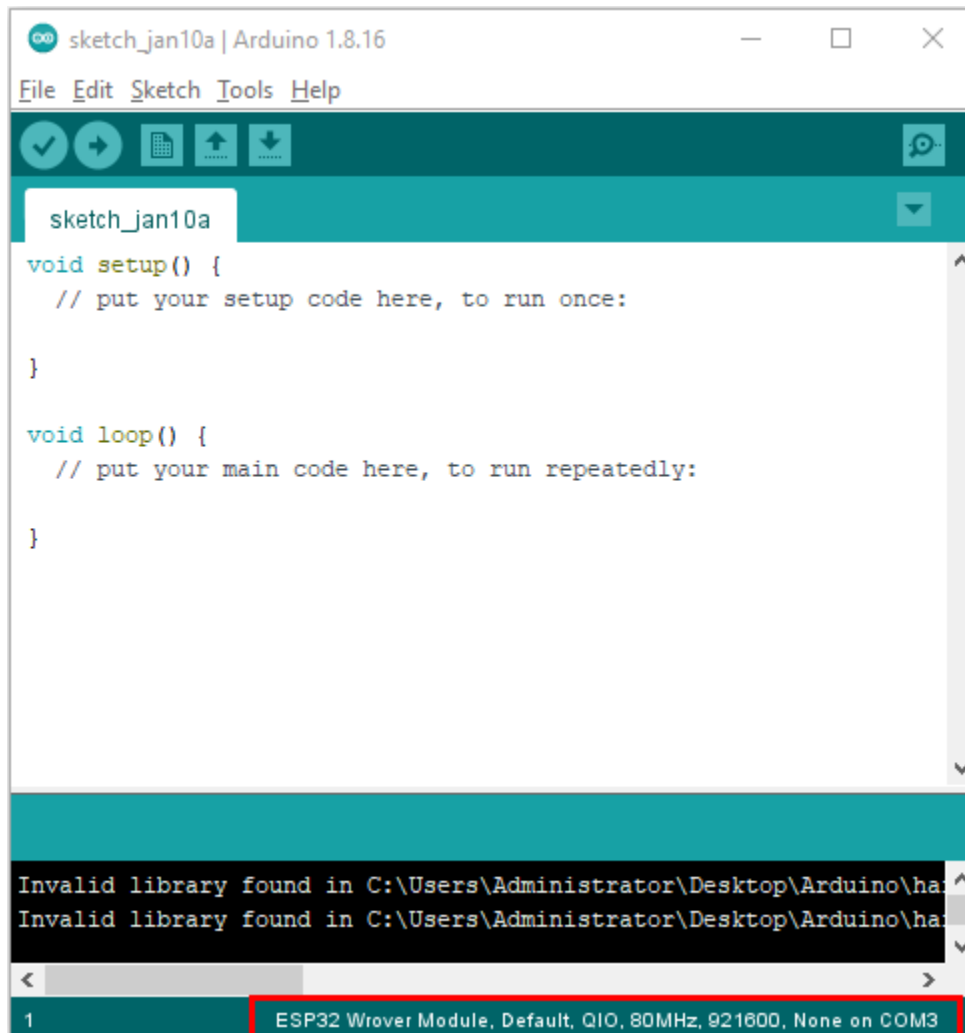 sketch_jan10a | Arduino 1.8.16
File Edit Sketch Tools Help
sketch_jan10a
void setup() {
  // put your setup code here, to run once:
}
void loop() {
  // put your main code here, to run repeatedly:
}
Invalid library found in C:\Users\Administrator\Desktop\Arduino\ha
Invalid library found in C:\Users\Administrator\Desktop\Arduino\ha
1 ESP32 Wrover Module, Default, QIO, 80MHz, 921600, None on COM3